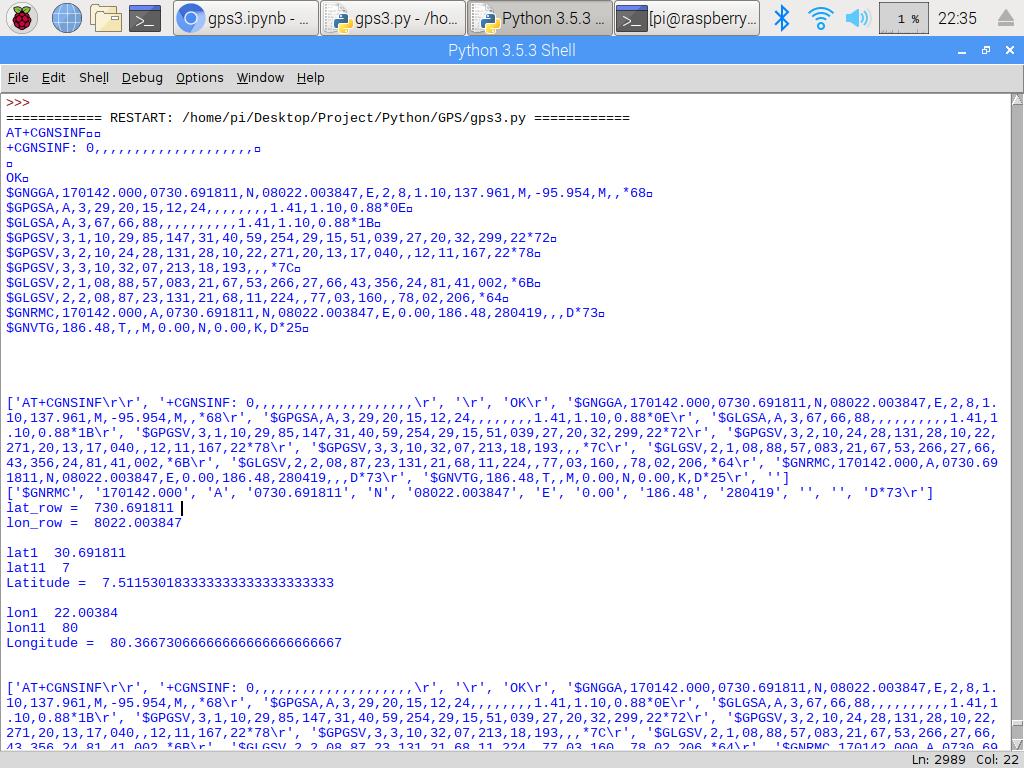 gps3.ipynb - ...
gps3.py - /ho...
Python 3.5.3 ...
[pi@raspberry...
1 %
22:35
Python 3.5.3 Shell
File Edit Shell Debug Options Window Help
>>>
============ RESTART: /home/pi/Desktop/Project/Python/GPS/gps3.py ============
AT+CGNSINF
+CGNSINF: 0,,,,,,,,,,,,,,,,,,,,
OK
$GNGGA,170142.000,0730.691811,N,08022.003847,E,2,8,1.10,137.961,M,-95.954,M,,*68
$GPGSA,A,3,29,20,15,12,24,,,,,,,,1.41,1.10,0.88*0E
$GLGSA,A,3,67,66,88,,,,,,,,,,1.41,1.10,0.88*1B
$GPGSV,3,1,10,29,85,147,31,40,59,254,29,15,51,039,27,20,32,299,22*72
$GPGSV,3,2,10,24,28,131,28,10,22,271,20,13,17,040,,12,11,167,22*78
$GPGSV,3,3,10,32,07,213,18,193,,,*7C
$GLGSV,2,1,08,88,57,083,21,67,53,266,27,66,43,356,24,81,41,002,*6B
$GLGSV,2,2,08,87,23,131,21,68,11,224,,77,03,160,,78,02,206,*64
$GNRMC,170142.000,A,0730.691811,N,08022.003847,E,0.00,186.48,280419,,,D*73
$GNVTG,186.48,T,,M,0.00,N,0.00,K,D*25
['AT+CGNSINF\r\r', '+CGNSINF: 0,,,,,,,,,,,,,,,,,,,,\r', '\r', 'OK\r', '$GNGGA,170142.000,0730.691811,N,08022.003847,E,2,8,1.
10,137.961,M,-95.954,M,,*68\r', '$GPGSA,A,3,29,20,15,12,24,,,,,,,,1.41,1.10,0.88*0E\r', '$GLGSA,A,3,67,66,88,,,,,,,,,,1.41,1
.10,0.88*1B\r', '$GPGSV,3,1,10,29,85,147,31,40,59,254,29,15,51,039,27,20,32,299,22*72\r', '$GPGSV,3,2,10,24,28,131,28,10,22,
271,20,13,17,040,,12,11,167,22*78\r', '$GPGSV,3,3,10,32,07,213,18,193,,,*7C\r', '$GLGSV,2,1,08,88,57,083,21,67,53,266,27,66,
43,356,24,81,41,002,*6B\r', '$GLGSV,2,2,08,87,23,131,21,68,11,224,,77,03,160,,78,02,206,*64\r', '$GNRMC,170142.000,A,0730.69
1811,N,08022.003847,E,0.00,186.48,280419,,,D*73\r', '$GNVTG,186.48,T,,M,0.00,N,0.00,K,D*25\r', '']
['$GNRMC', '170142.000', 'A', '0730.691811', 'N', '08022.003847', 'E', '0.00', '186.48', '280419', '', '', 'D*73\r']
lat_row =  730.691811
lon_row =  8022.003847
lat1  30.691811
lat11  7
Latitude =  7.511530183333333333333333333
lon1  22.00384
lon11  80
Longitude =  80.36673066666666666666666667
['AT+CGNSINF\r\r', '+CGNSINF: 0,,,,,,,,,,,,,,,,,,,,\r', '\r', 'OK\r', '$GNGGA,170142.000,0730.691811,N,08022.003847,E,2,8,1.
10,137.961,M,-95.954,M,,*68\r', '$GPGSA,A,3,29,20,15,12,24,,,,,,,,1.41,1.10,0.88*0E\r', '$GLGSA,A,3,67,66,88,,,,,,,,,,1.41,1
.10,0.88*1B\r', '$GPGSV,3,1,10,29,85,147,31,40,59,254,29,15,51,039,27,20,32,299,22*72\r', '$GPGSV,3,2,10,24,28,131,28,10,22,
271,20,13,17,040,,12,11,167,22*78\r', '$GPGSV,3,3,10,32,07,213,18,193,,,*7C\r', '$GLGSV,2,1,08,88,57,083,21,67,53,266,27,66,
43,356,24,81,41,002,*6B\r', '$GLGSV,2,2,08,87,23,131,21,68,11,224,,77,03,160,,78,02,206,*64\r', '$GNRMC,170142.000,A,0730.69
Ln: 2989 Col: 22